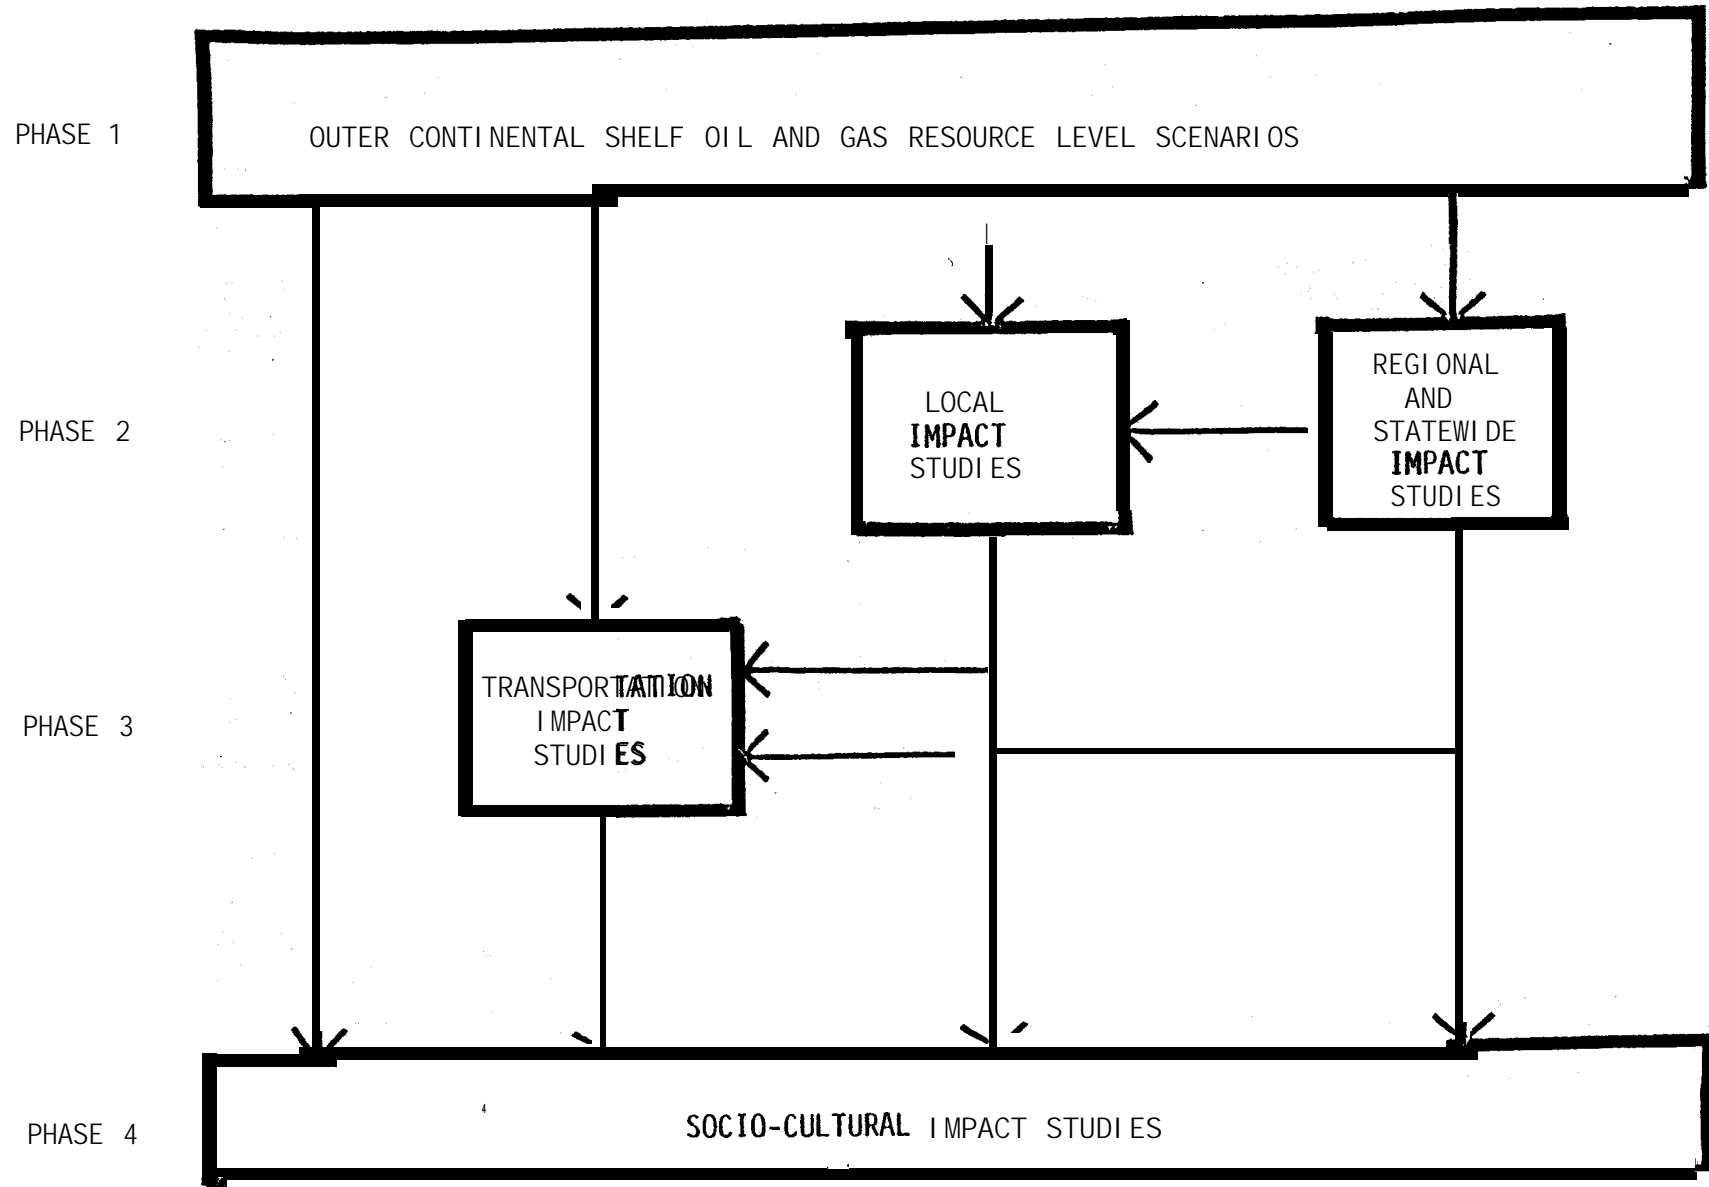 PHASE 1
OUTER CONTINENTAL SHELF OIL AND GAS RESOURCE LEVEL SCENARIOS
PHASE 2
LOCAL
IMPACT
STUDIES
REGIONAL
AND
STATEWIDE
IMPACT
STUDIES
PHASE 3
TRANSPORTATION
IMPACT
STUDIES
PHASE 4
SOCIO-CULTURAL IMPACT STUDIES